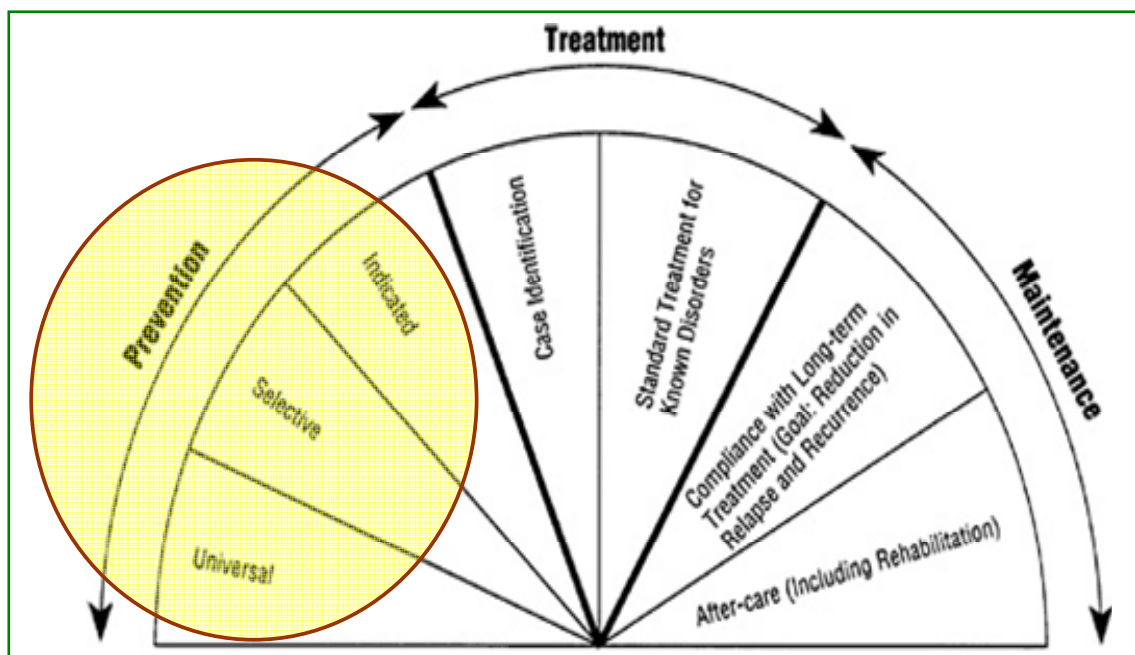 Treatment
Prevention
Maintenance
Universal
Selective
Indicated
Case Identification
Standard Treatment for
Known Disorders
Compliance with Long-term
Treatment (Goal: Reduction in
Relapse and Recurrence)
After-care (Including Rehabilitation)